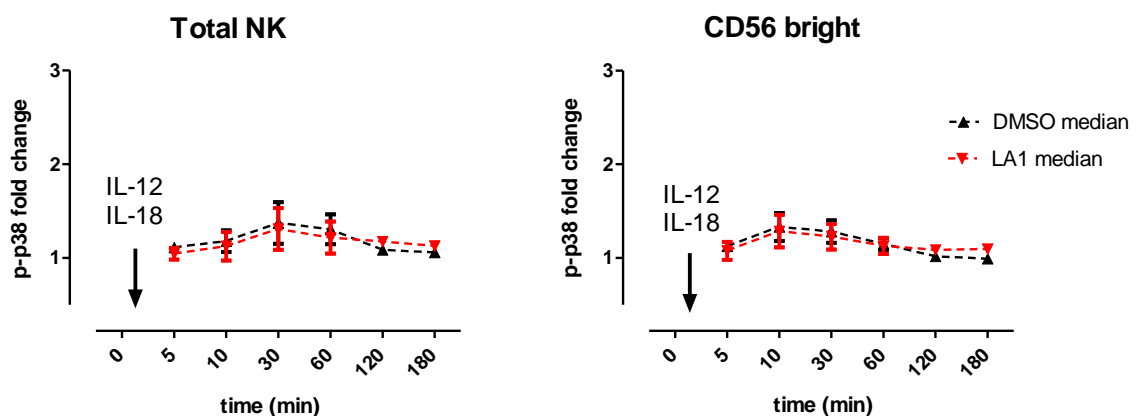 Total NK
p-p38 fold change
3
2
1
IL-12
IL-18
0
5
10
30
60
120
180
time (min)
CD56 bright
p-p38 fold change
3
2
1
IL-12
IL-18
0
5
10
30
60
120
180
time (min)
DMSO median
LA1 median